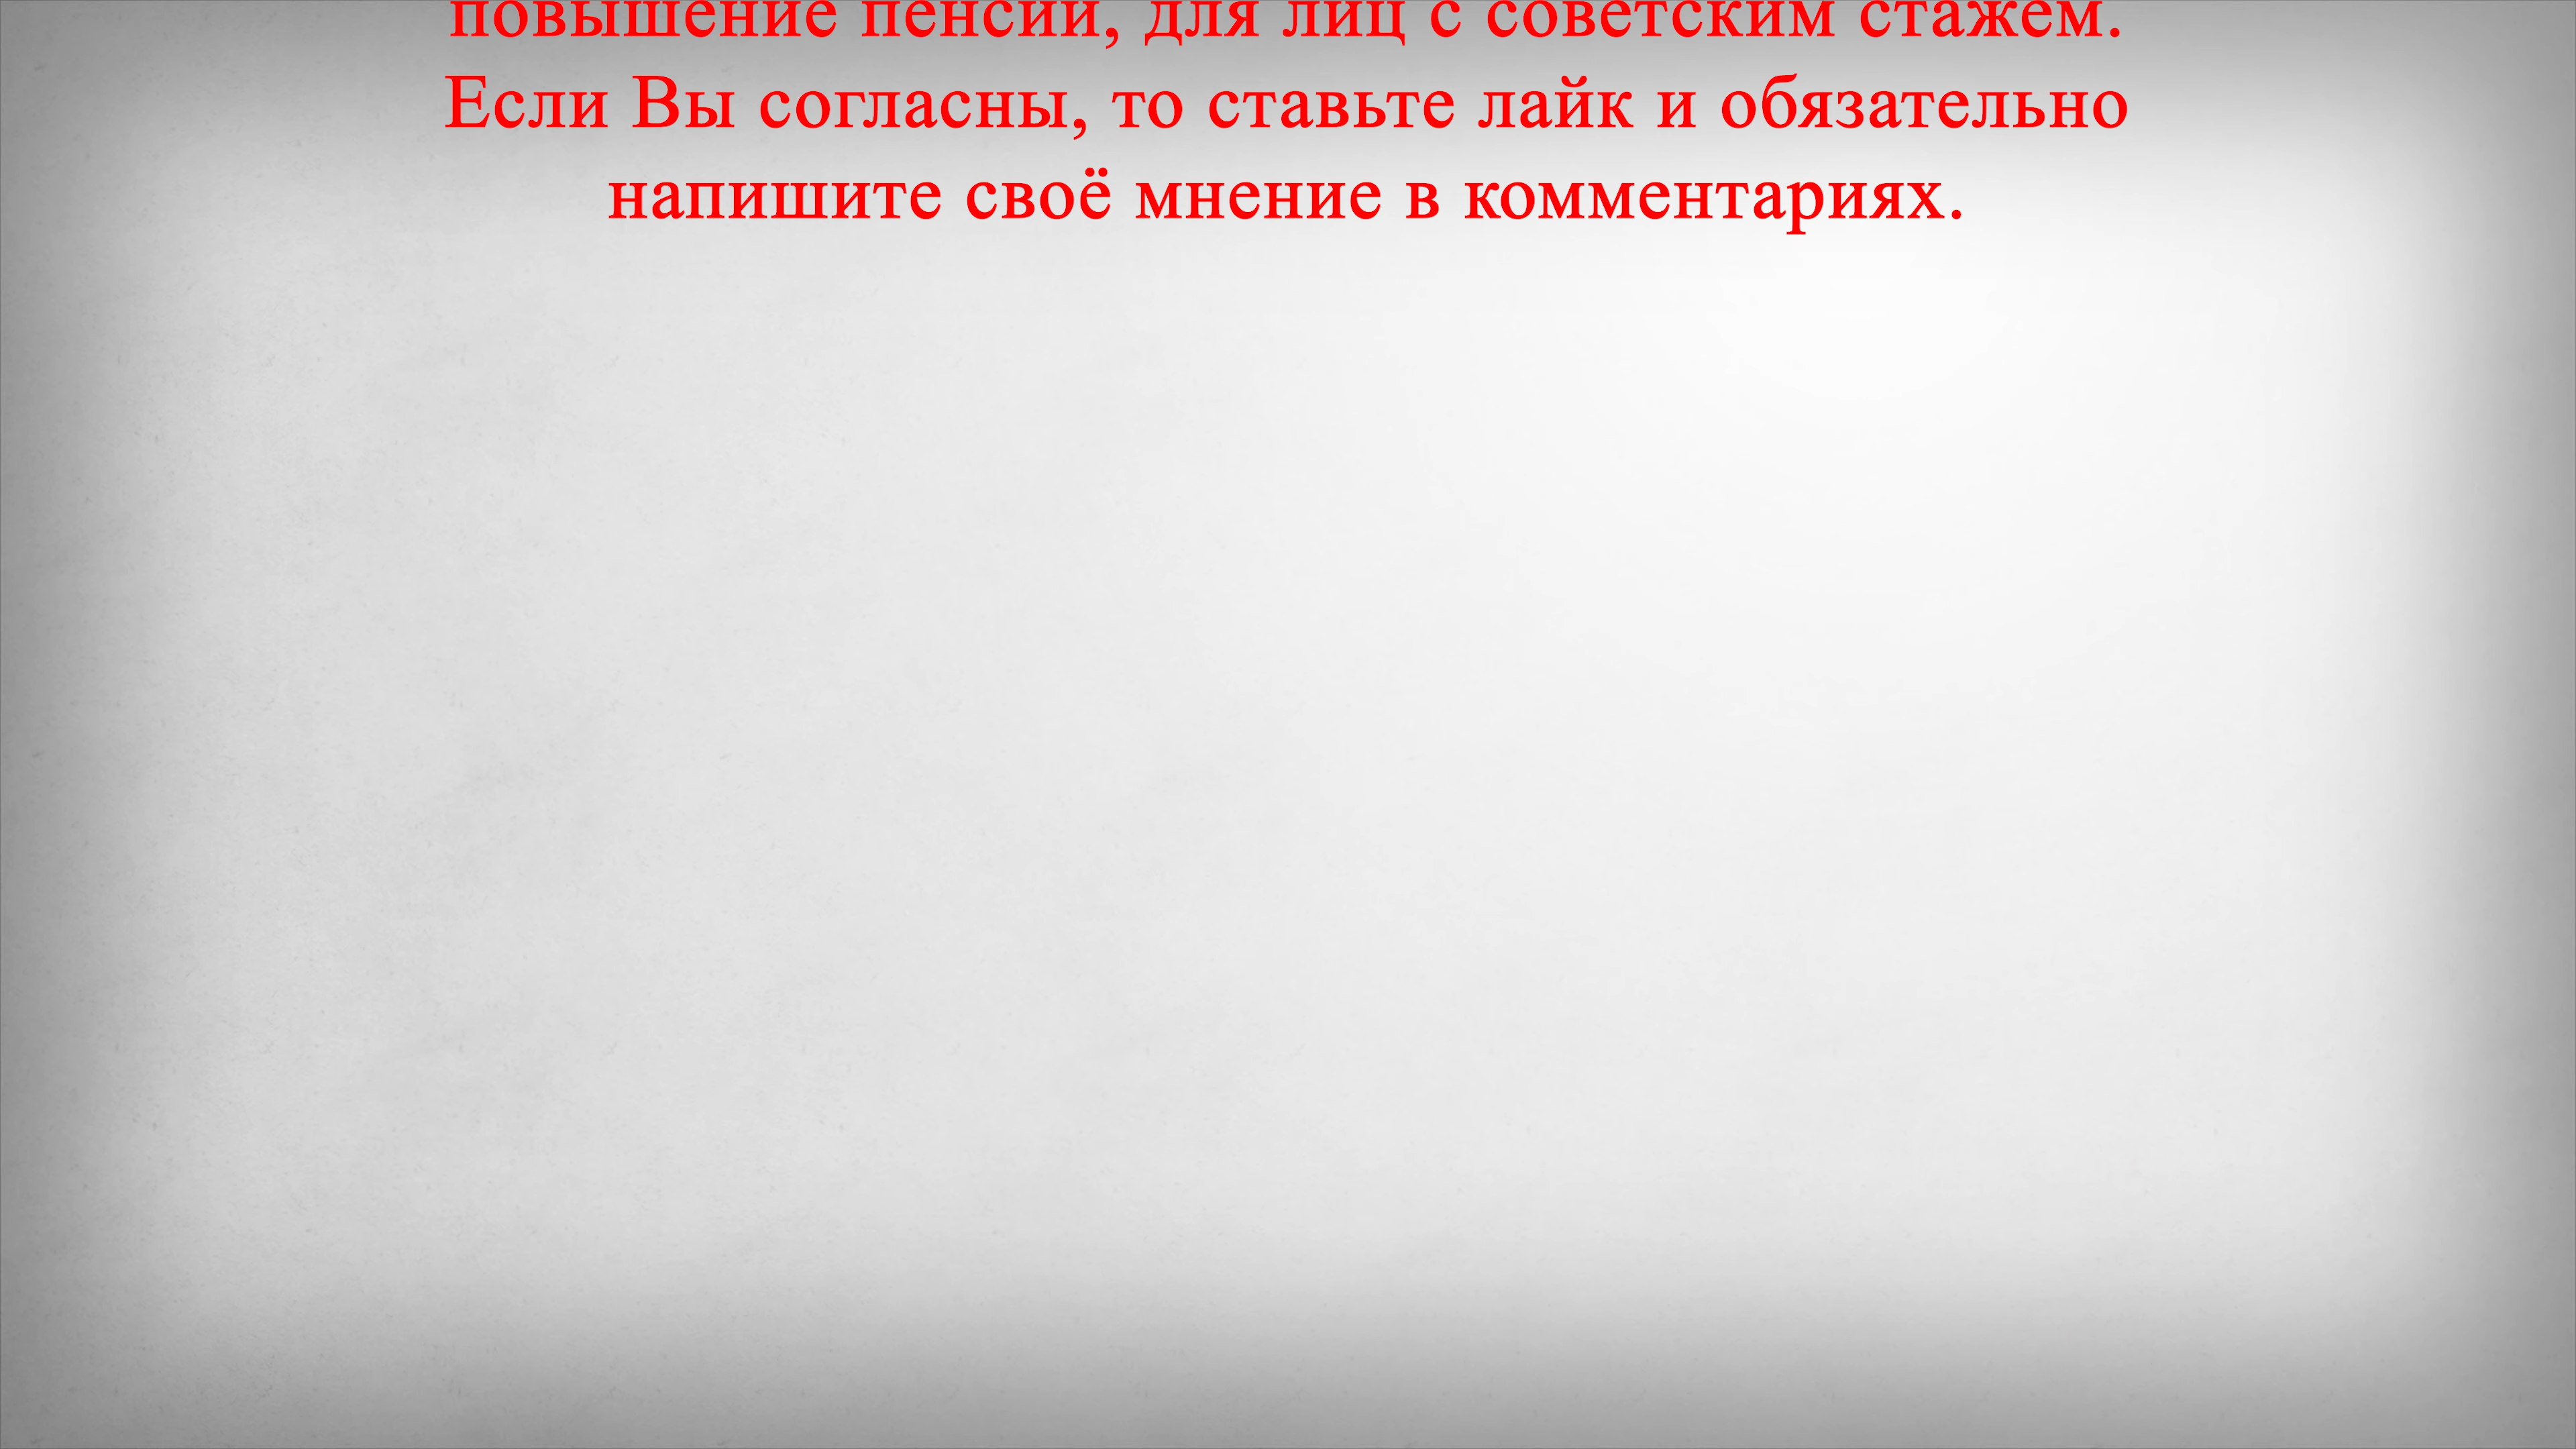 повышение пенсии, для лиц с советским стажем.
Если Вы согласны, то ставьте лайк и обязательно
напишите своё мнение в комментариях.